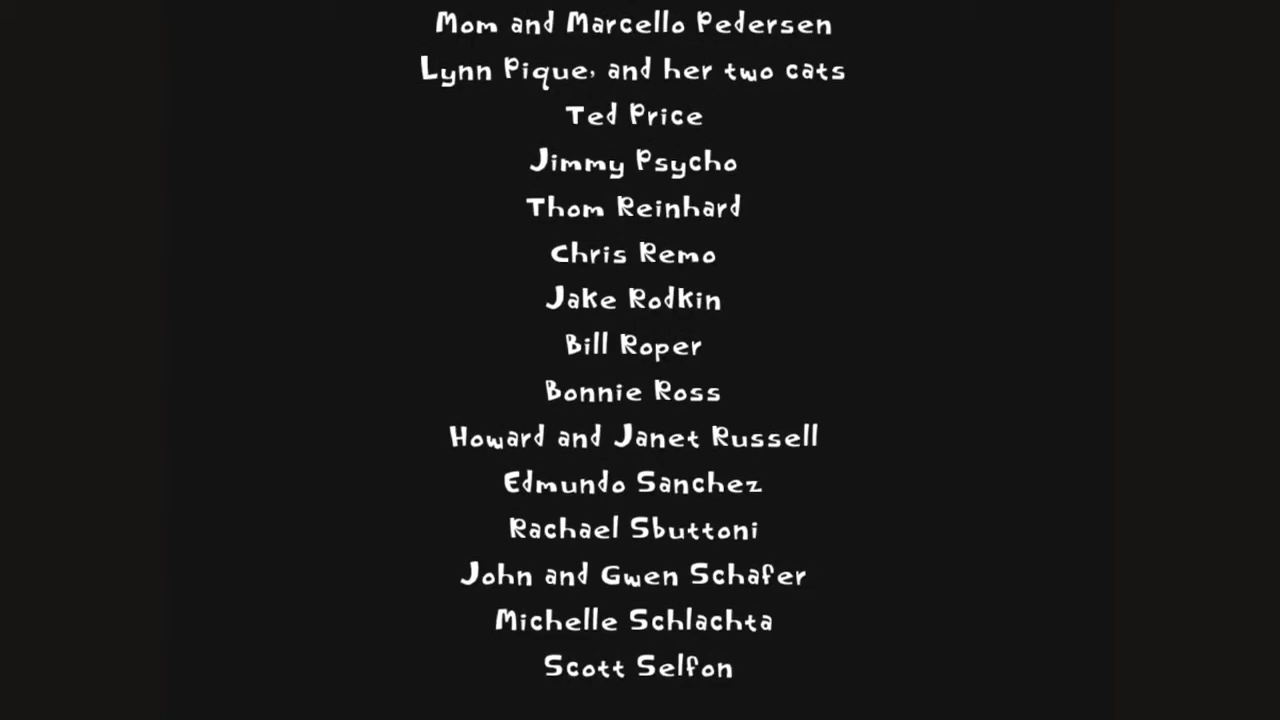 Mom and Marcello Pedersen
Lynn Pique, and her two cats
Ted Price
Jimmy Psycho
Thom Reinhard
Chris Remo
Jake Rodkin
Bill Roper
Bonnie Ross
Howard and Janet Russell
Edmundo Sanchez
Rachael Sbuttoni
John and Gwen Schafer
Michelle Schlachta
Scott Selfon